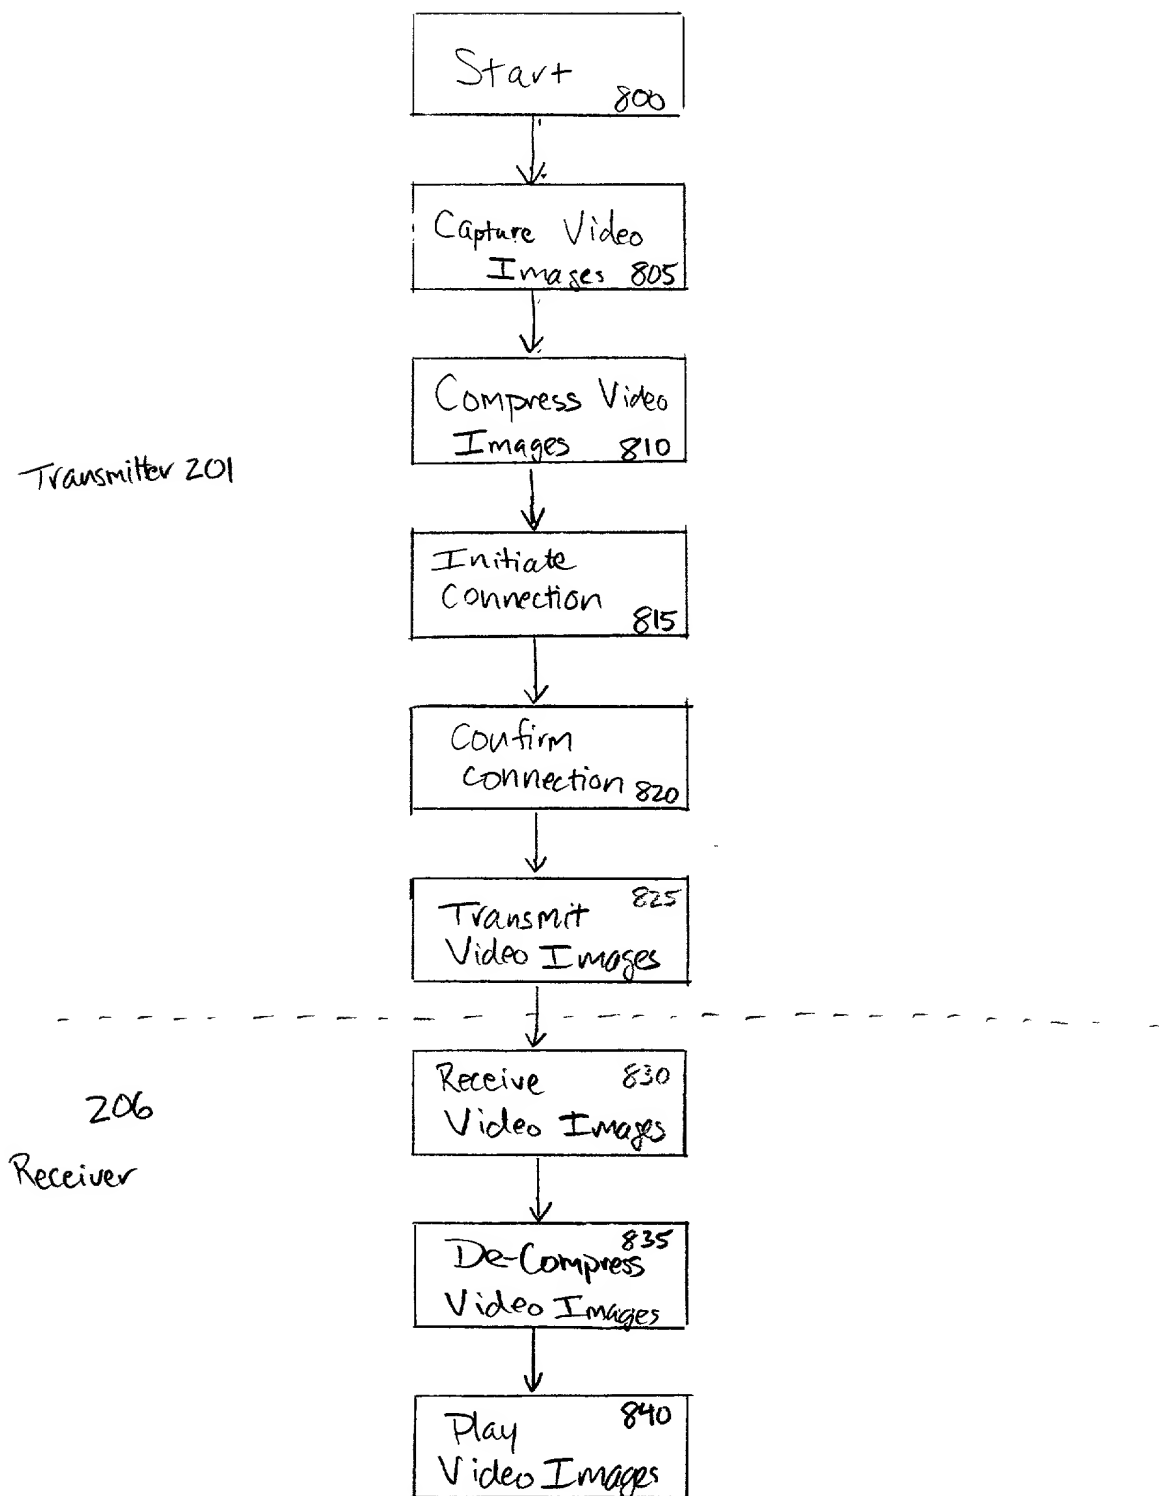 Start
800
Capture Video
Images 805
Compress Video
Images 810
Transmitter 201
Initiate
Connection
815
Confirm
Connection 820
825
Transmit
Video Images
Receive 830
Video Images
206
Receiver
835
De-Compress
Video Images
Play 840
Video Images